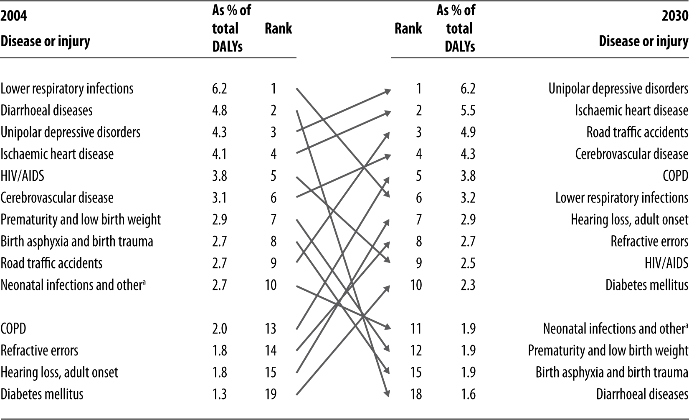 2004 As % of total DALYs Rank Rank As % of total DALYs 2030
Disease or injury Disease or injury
Lower respiratory infections 6.2 1 1 6.2 Unipolar depressive disorders
Diarrhoeal diseases 4.8 2 2 5.5 Ischaemic heart disease
Unipolar depressive disorders 4.3 3 3 4.9 Road traffic accidents
Ischaemic heart disease 4.1 4 4 4.3 Cerebrovascular disease
HIV/AIDS 3.8 5 5 3.8 COPD
Cerebrovascular disease 3.1 6 6 3.2 Lower respiratory infections
Prematurity and low birth weight 2.9 7 7 2.9 Hearing loss, adult onset
Birth asphyxia and birth trauma 2.7 8 8 2.7 Refractive errors
Road traffic accidents 2.7 9 9 2.5 HIV/AIDS
Neonatal infections and otherª 2.7 10 10 2.3 Diabetes mellitus
COPD 2.0 13 11 1.9 Neonatal infections and otherª
Refractive errors 1.8 14 12 1.9 Prematurity and low birth weight
Hearing loss, adult onset 1.8 15 15 1.9 Birth asphyxia and birth trauma
Diabetes mellitus 1.3 19 18 1.6 Diarrhoeal diseases